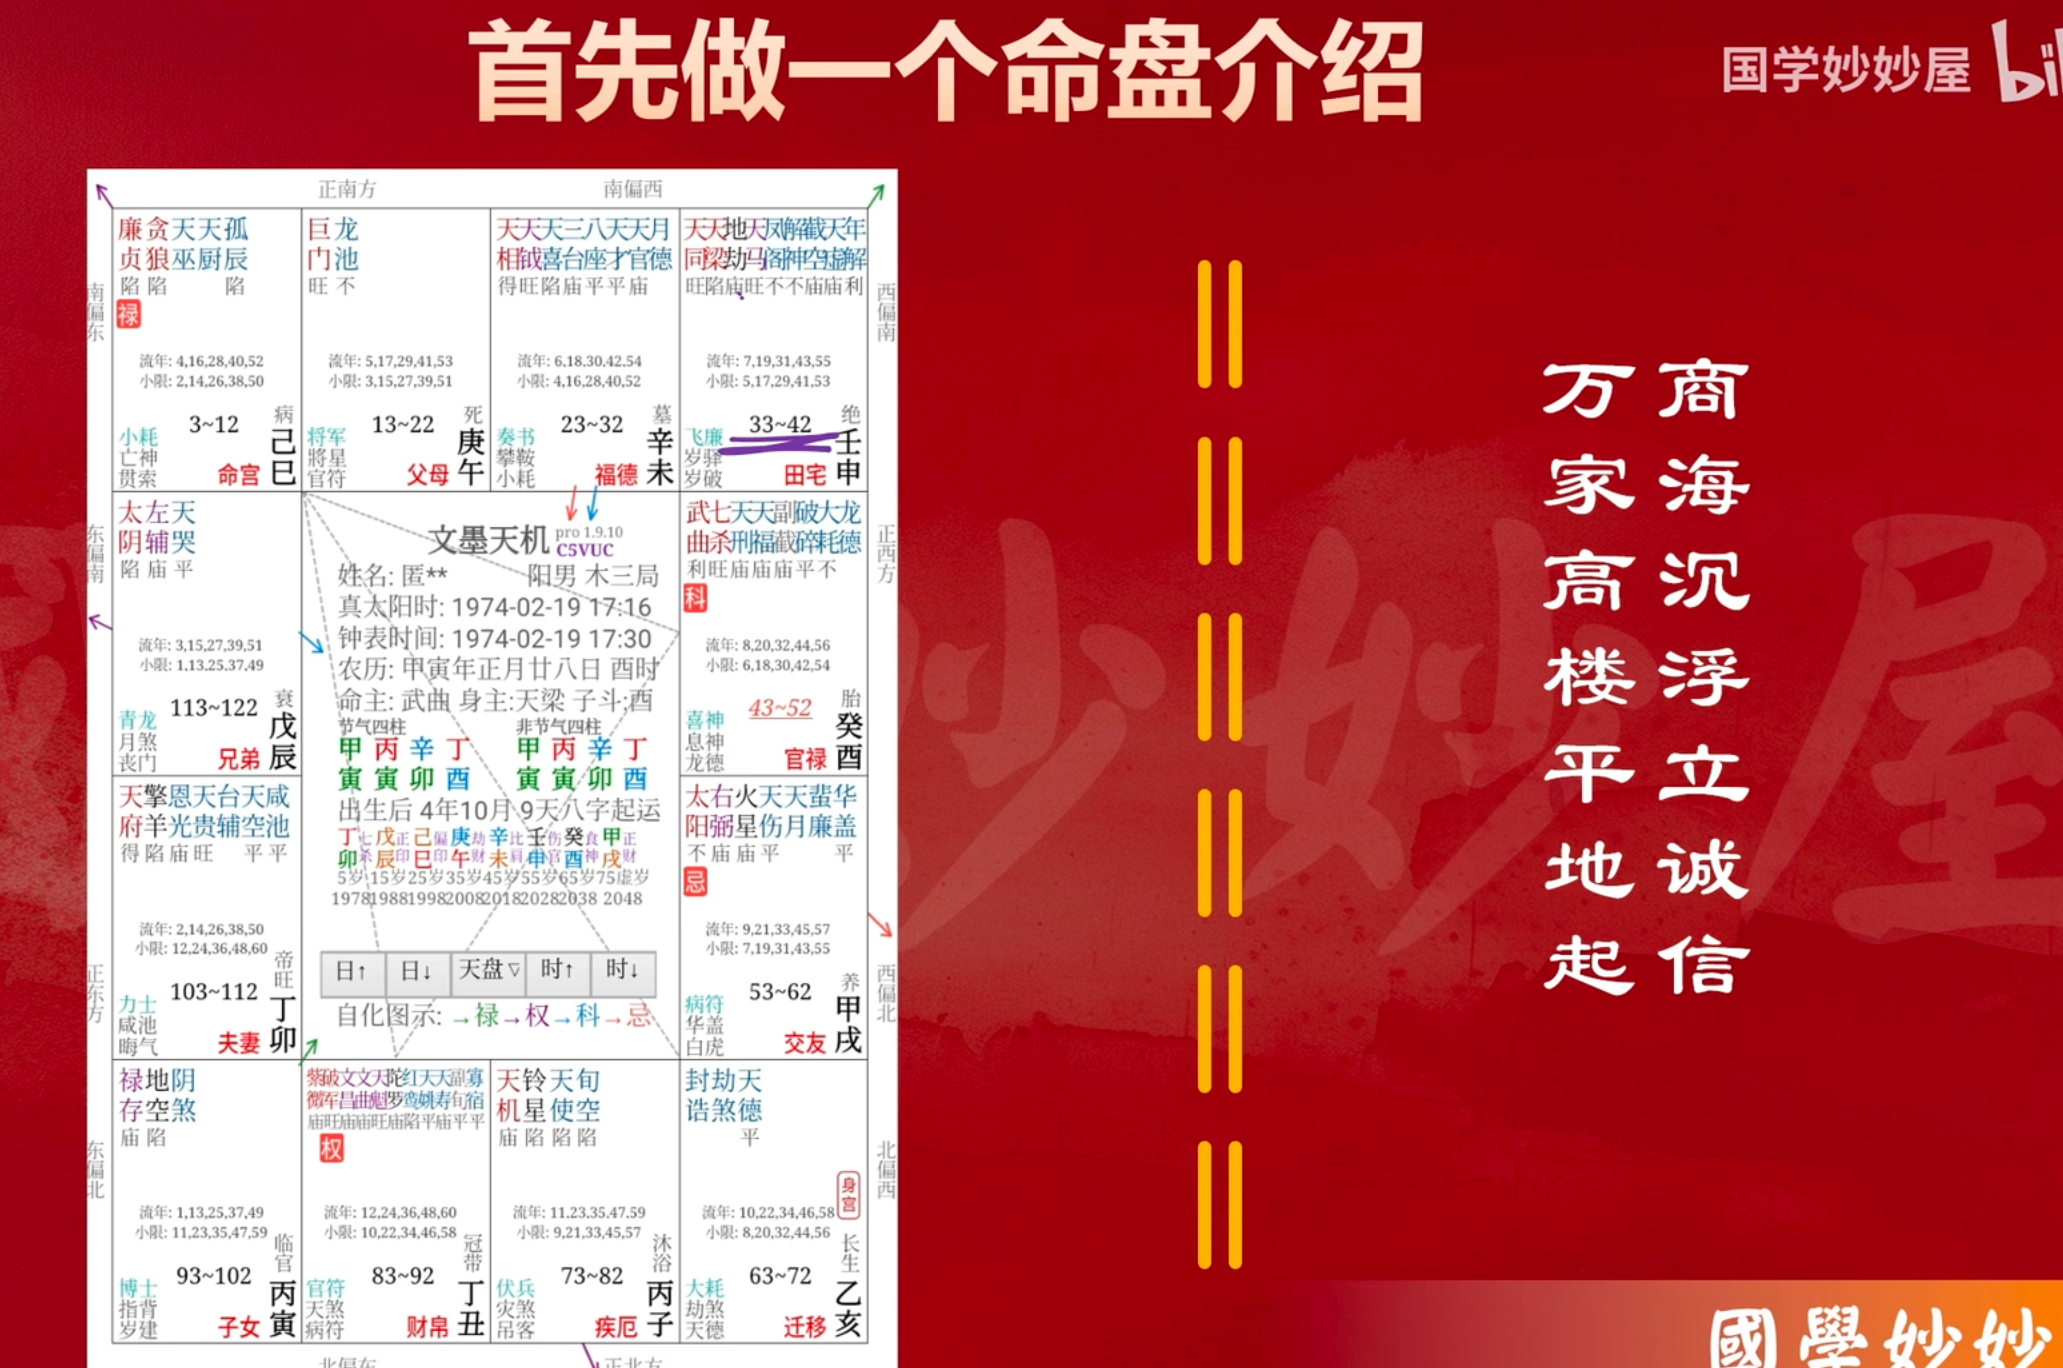 首先做一个命盘介绍
国学妙妙屋 bil
正南方 南偏西
南偏东
西偏南
廉贪天天孤
贞狼巫厨辰
陷陷 陷
禄
流年: 4,16,28,40,52
小限: 2,14,26,38,50
3~12
病
小耗
亡神
贯索
命宫
己巳
巨龙
门池
旺不
流年: 5,17,29,41,53
小限: 3,15,27,39,51
13~22
死
将军
將星
官符
父母
庚午
天天天三八天天月
相钺喜台座才官德
得旺陷庙平平庙
流年: 6.18.30.42.54
小限: 4,16,28,40,52
23~32
墓
奏书
攀鞍
小耗
福德
辛未
天天地天凤解截天年
同梁劫马阁神空虚解
旺陷庙旺不不庙庙利
流年: 7,19,31,43,55
小限: 5,17,29,41,53
33~42
绝
飞廉
岁驿
岁破
田宅
壬申
东偏南
太左天
阴辅哭
陷庙平
流年: 3,15,27,39,51
小限: 1,13.25.37.49
113~122
衰
青龙
月煞
丧门
兄弟
戊辰
文墨天机 pro 1.9.10
C5VUC
姓名: 匿** 阳男 木三局
真太阳时: 1974-02-19 17:16
钟表时间: 1974-02-19 17:30
农历: 甲寅年正月廿八日 酉时
命主: 武曲 身主:天梁 子斗:酉
节气四柱 非节气四柱
甲丙辛丁 甲丙辛丁
寅寅卯酉 寅寅卯酉
出生后 4年10月 9天八字起运
丁七杀 戊正印 己偏印 庚劫财 辛比肩 壬伤官 癸食神 甲正财
卯 辰 巳 午 未 申 酉 戌
5岁 15岁 25岁 35岁 45岁 55岁 65岁 75虚岁
1978 1988 1998 2008 2018 2028 2038 2048
日↑ 日↓ 天盘▽ 时↑ 时↓
自化图示: →禄→权→科→忌
正西方
武七天天副破大龙
曲杀刑福截碎耗德
利旺庙庙庙平不
科
流年: 8,20,32,44,56
小限: 6,18,30,42,54
43~52
胎
喜神
息神
龙德
官禄
癸酉
正东方
天擎恩天台天咸
府羊光贵辅空池
得陷庙旺 平平
流年: 2,14,26,38,50
小限: 12,24,36,48,60
103~112
帝旺
力士
咸池
晦气
夫妻
丁卯
西偏北
太右火天天蜚华
阳弼星伤月廉盖
不庙庙平 平
忌
流年: 9,21,33,45,57
小限: 7,19,31,43,55
53~62
养
病符
华盖
白虎
交友
甲戌
东偏北
禄地阴
存空煞
庙陷
流年: 1,13,25,37,49
小限: 11,23,35,47,59
93~102
临官
博士
指背
岁建
子女
丙寅
紫破文文天陀红天天副寡
微军昌曲魁罗鸾姚寿旬宿
庙旺庙庙旺庙陷平庙平平
权
流年: 12,24,36,48,60
小限: 10,22,34,46,58
83~92
冠带
官符
天煞
病符
财帛
丁丑
天铃天旬
机星使空
庙陷陷陷
流年: 11.23.35.47.59
小限: 9,21,33,45,57
73~82
沐浴
伏兵
灾煞
吊客
疾厄
丙子
封劫天
诰煞德
平
身宫
流年: 10,22,34,46,58
小限: 8,20,32,44,56
63~72
长生
大耗
劫煞
天德
迁移
乙亥
北偏西
北偏东 正北方
商海沉浮立诚信
万家高楼平地起
妙妙屋
國學妙妙